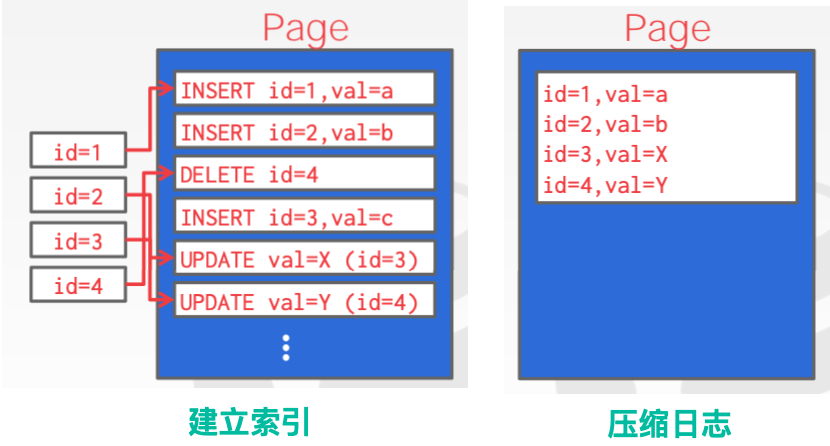 Page
INSERT id=1,val=a
INSERT id=2,val=b
DELETE id=4
INSERT id=3,val=c
UPDATE val=X (id=3)
UPDATE val=Y (id=4)
id=1
id=2
id=3
id=4
建立索引
Page
id=1,val=a
id=2,val=b
id=3,val=X
id=4,val=Y
压缩日志